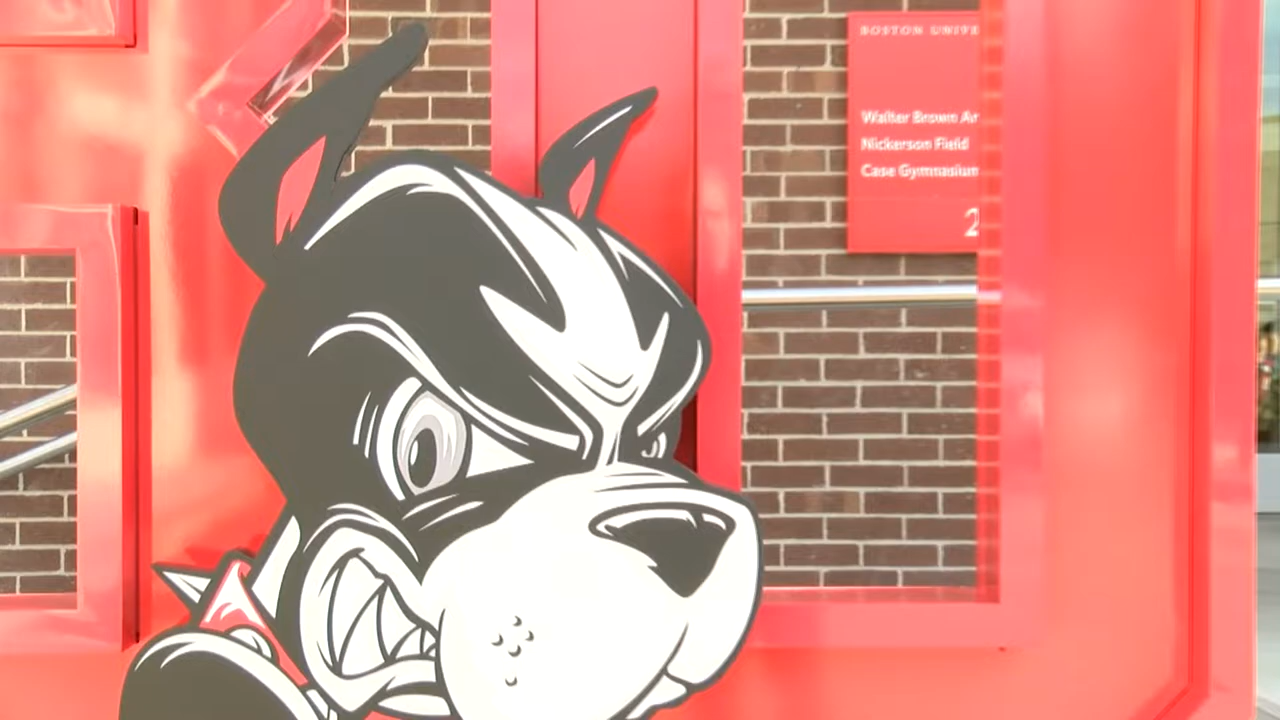 BOSTON UNIVE
Walter Brown Ar
Nickerson Field
Case Gymnasium
2